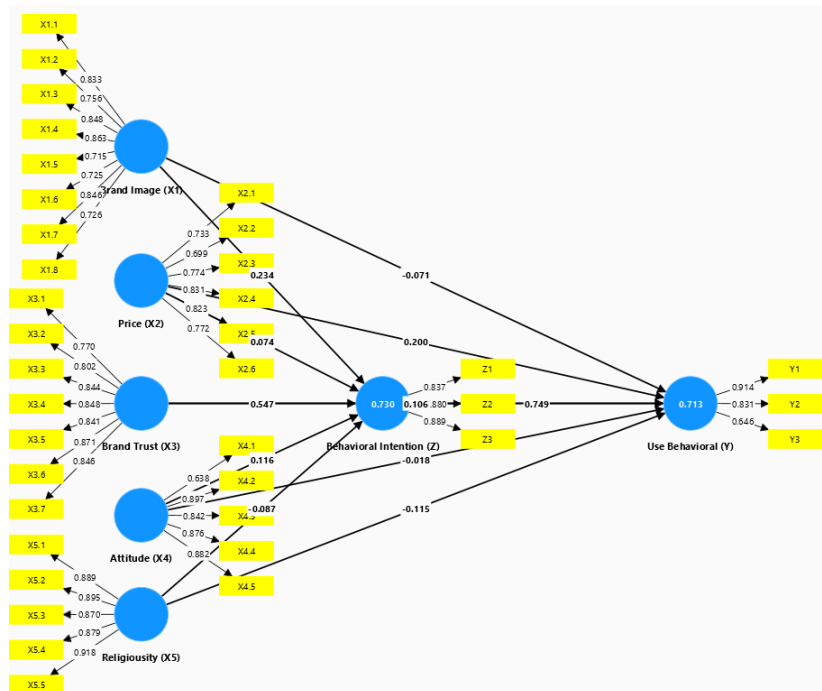 X1.1
X1.2
X1.3
X1.4
X1.5
X1.6
X1.7
X1.8
0.833
0.756
0.848
0.863
0.715
0.725
0.846
0.726
Brand Image (X1)
X2.1
X2.2
X2.3
X2.4
X2.5
X2.6
0.733
0.699
0.774
0.831
0.823
0.772
Price (X2)
0.234
0.074
-0.071
0.200
X3.1
X3.2
X3.3
X3.4
X3.5
X3.6
X3.7
0.770
0.802
0.844
0.848
0.841
0.871
0.846
Brand Trust (X3)
0.547
0.730
Behavioral Intention (Z)
0.106
0.837
.880
0.889
Z1
Z2
Z3
0.749
0.713
Use Behavioral (Y)
0.914
0.831
0.646
Y1
Y2
Y3
X4.1
X4.2
X4.3
X4.4
X4.5
0.638
0.897
0.842
0.876
0.882
Attitude (X4)
0.116
-0.087
-0.018
-0.115
X5.1
X5.2
X5.3
X5.4
X5.5
0.889
0.895
0.870
0.879
0.918
Religiousity (X5)